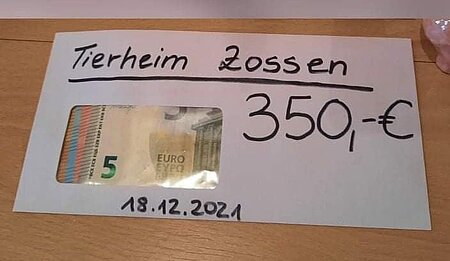 Tierheim Zossen
350,-€
5
EURO
18.12.2021